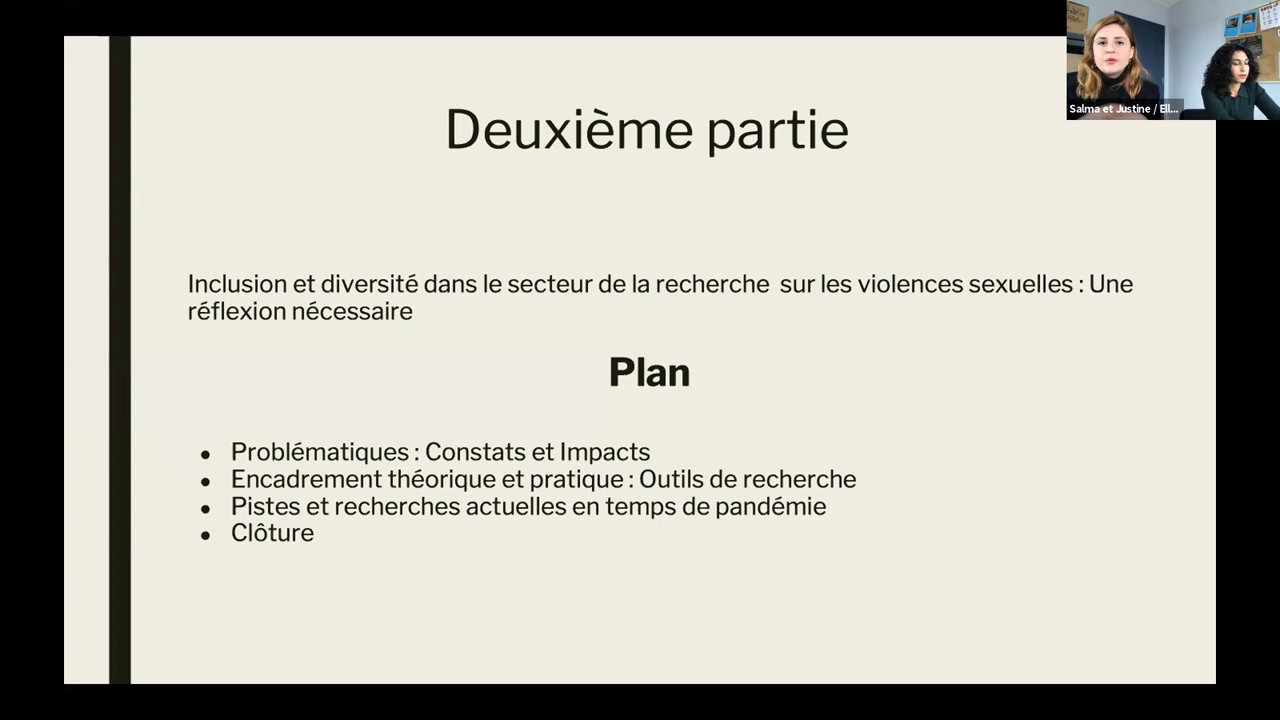 Salma et Justine / Ell...
Deuxième partie
Inclusion et diversité dans le secteur de la recherche  sur les violences sexuelles : Une
réflexion nécessaire
Plan
● Problématiques : Constats et Impacts
● Encadrement théorique et pratique : Outils de recherche
● Pistes et recherches actuelles en temps de pandémie
● Clôture